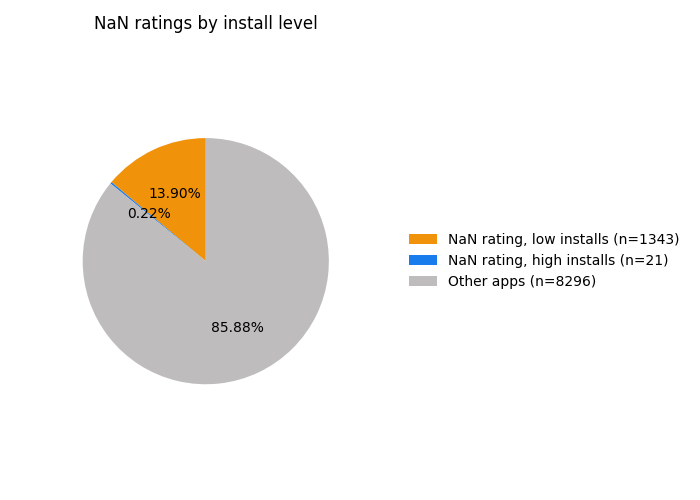 NaN ratings by install level
13.90%
0.22%
85.88%
NaN rating, low installs (n=1343)
NaN rating, high installs (n=21)
Other apps (n=8296)